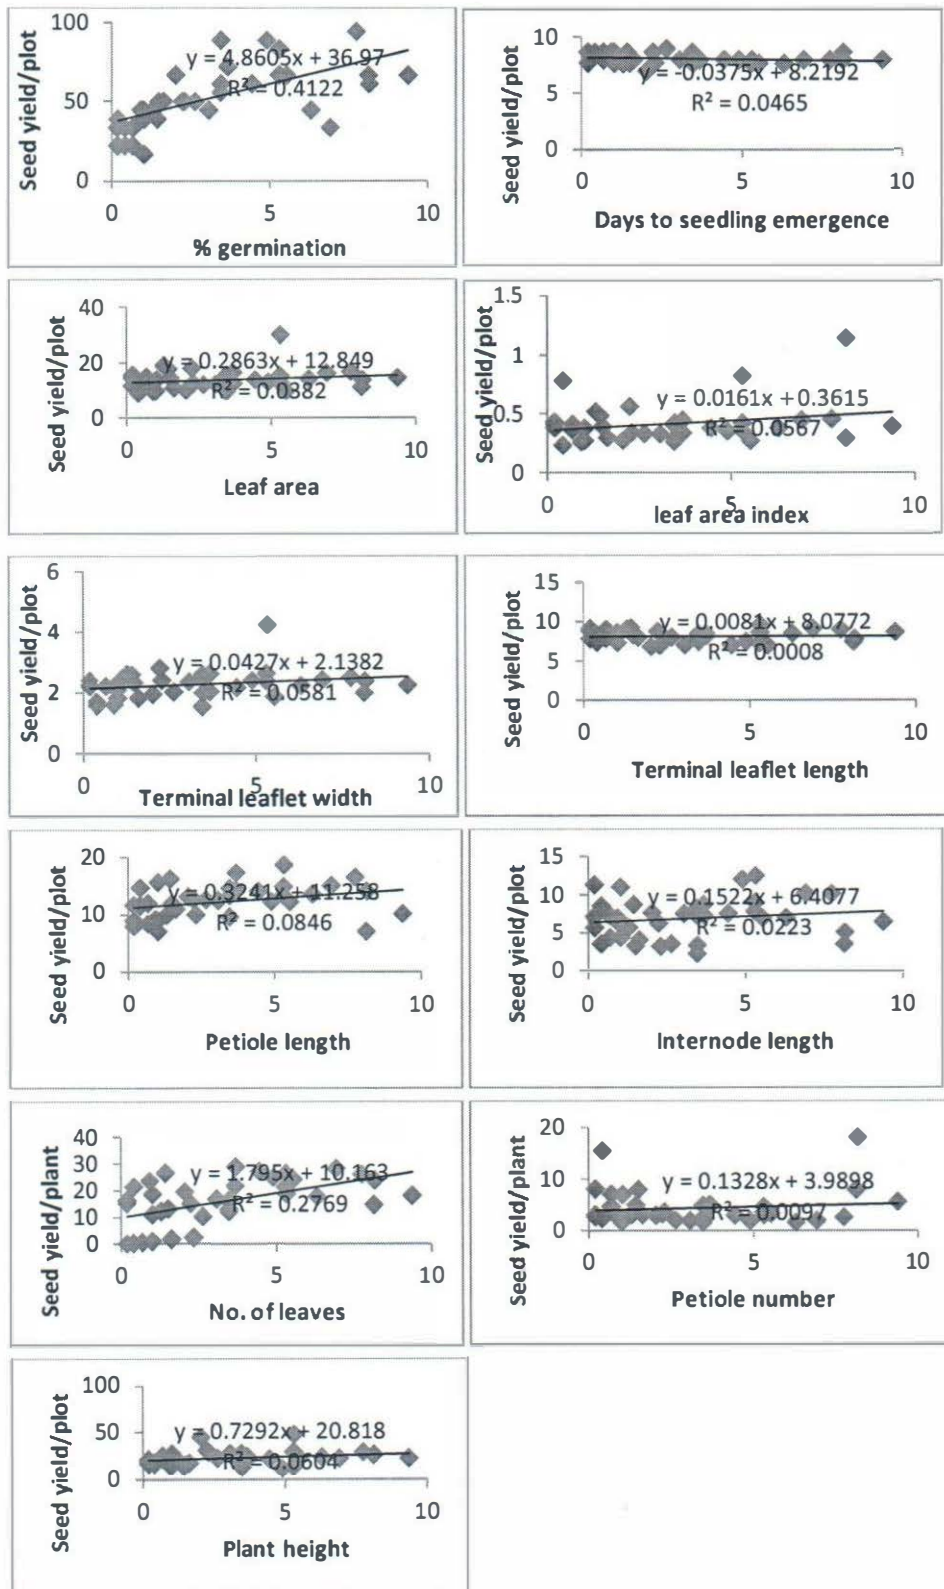 Seed yield/plot
100
50
0
y = 4.8605x + 36.97
R² = 0.4122
0 5 10
% germination
Seed yield/plot
10
5
0
y = -0.0375x + 8.2192
R² = 0.0465
0 5 10
Days to seedling emergence
Seed yield/plot
40
20
0
y = 0.2863x + 12.849
R² = 0.0382
0 5 10
Leaf area
Seed yield/plot
1.5
1
0.5
0
y = 0.0161x + 0.3615
R² = 0.0567
0 5 10
leaf area index
Seed yield/plot
6
4
2
0
y = 0.0427x + 2.1382
R² = 0.0581
0 5 10
Terminal leaflet width
Seed yield/plot
15
10
5
0
y = 0.0081x + 8.0772
R² = 0.0008
0 5 10
Terminal leaflet length
Seed yield/plot
20
10
0
y = 0.3241x + 11.258
R² = 0.0846
0 5 10
Petiole length
Seed yield/plot
15
10
5
0
y = 0.1522x + 6.4077
R² = 0.0223
0 5 10
Internode length
Seed yield/plant
40
30
20
10
0
y = 1.795x + 10.163
R² = 0.2769
0 5 10
No. of leaves
Seed yield/plant
20
10
0
y = 0.1328x + 3.9898
R² = 0.0097
0 5 10
Petiole number
Seed yield/plot
100
50
0
y = 0.7292x + 20.818
R² = 0.0604
0 5 10
Plant height